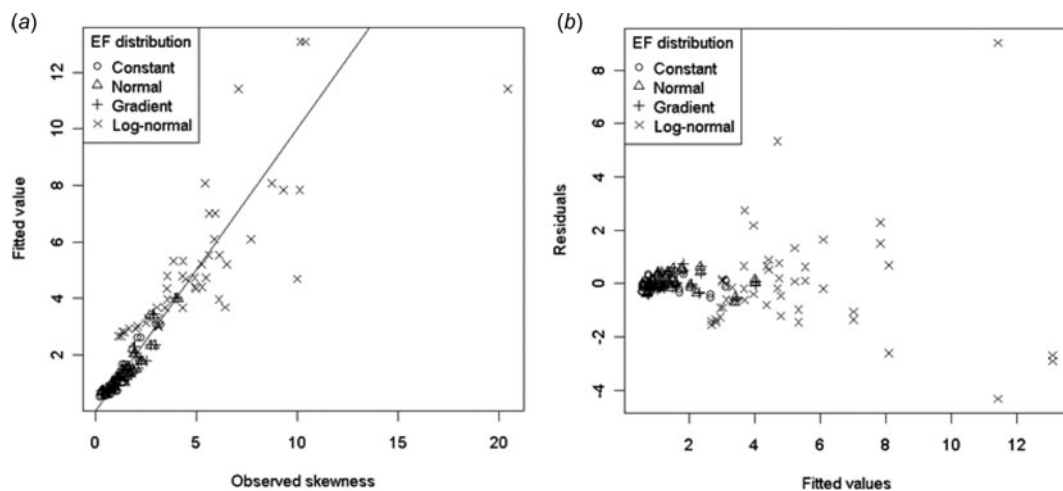 (a)
EF distribution
Constant
Normal
Gradient
Log-normal
Fitted value
12
10
8
6
4
2
0 5 10 15 20
Observed skewness
(b)
EF distribution
Constant
Normal
Gradient
Log-normal
Residuals
8
6
4
2
0
-2
-4
2 4 6 8 10 12
Fitted values